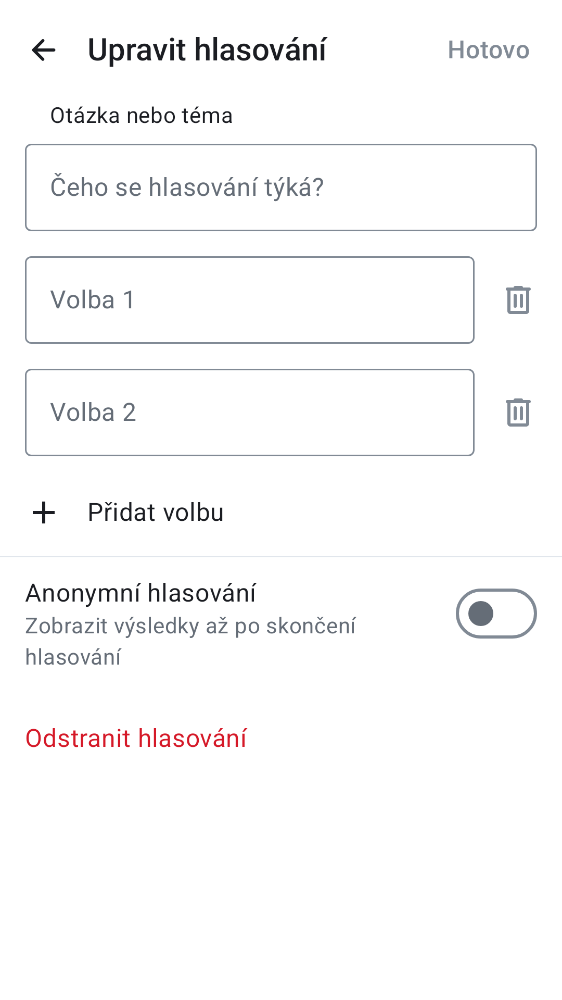 Upravit hlasování
Hotovo
Otázka nebo téma
Čeho se hlasování týká?
Volba 1
Volba 2
Přidat volbu
Anonymní hlasování
Zobrazit výsledky až po skončení
hlasování
Odstranit hlasování